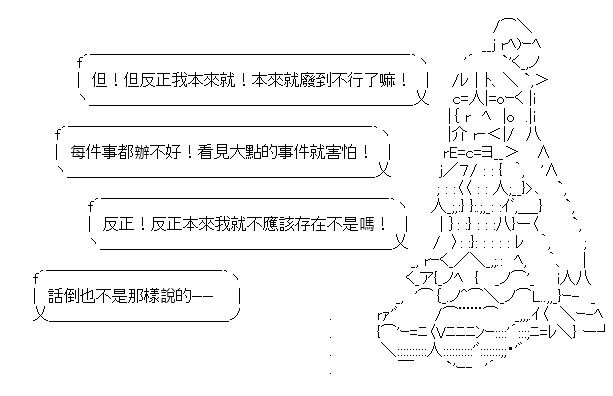 但！但反正我本來就！本來就廢到不行了嘛！
每件事都辦不好！看見大點的事件就害怕！
反正！反正本來我就不應該存在不是嗎！
話倒也不是那樣說的──